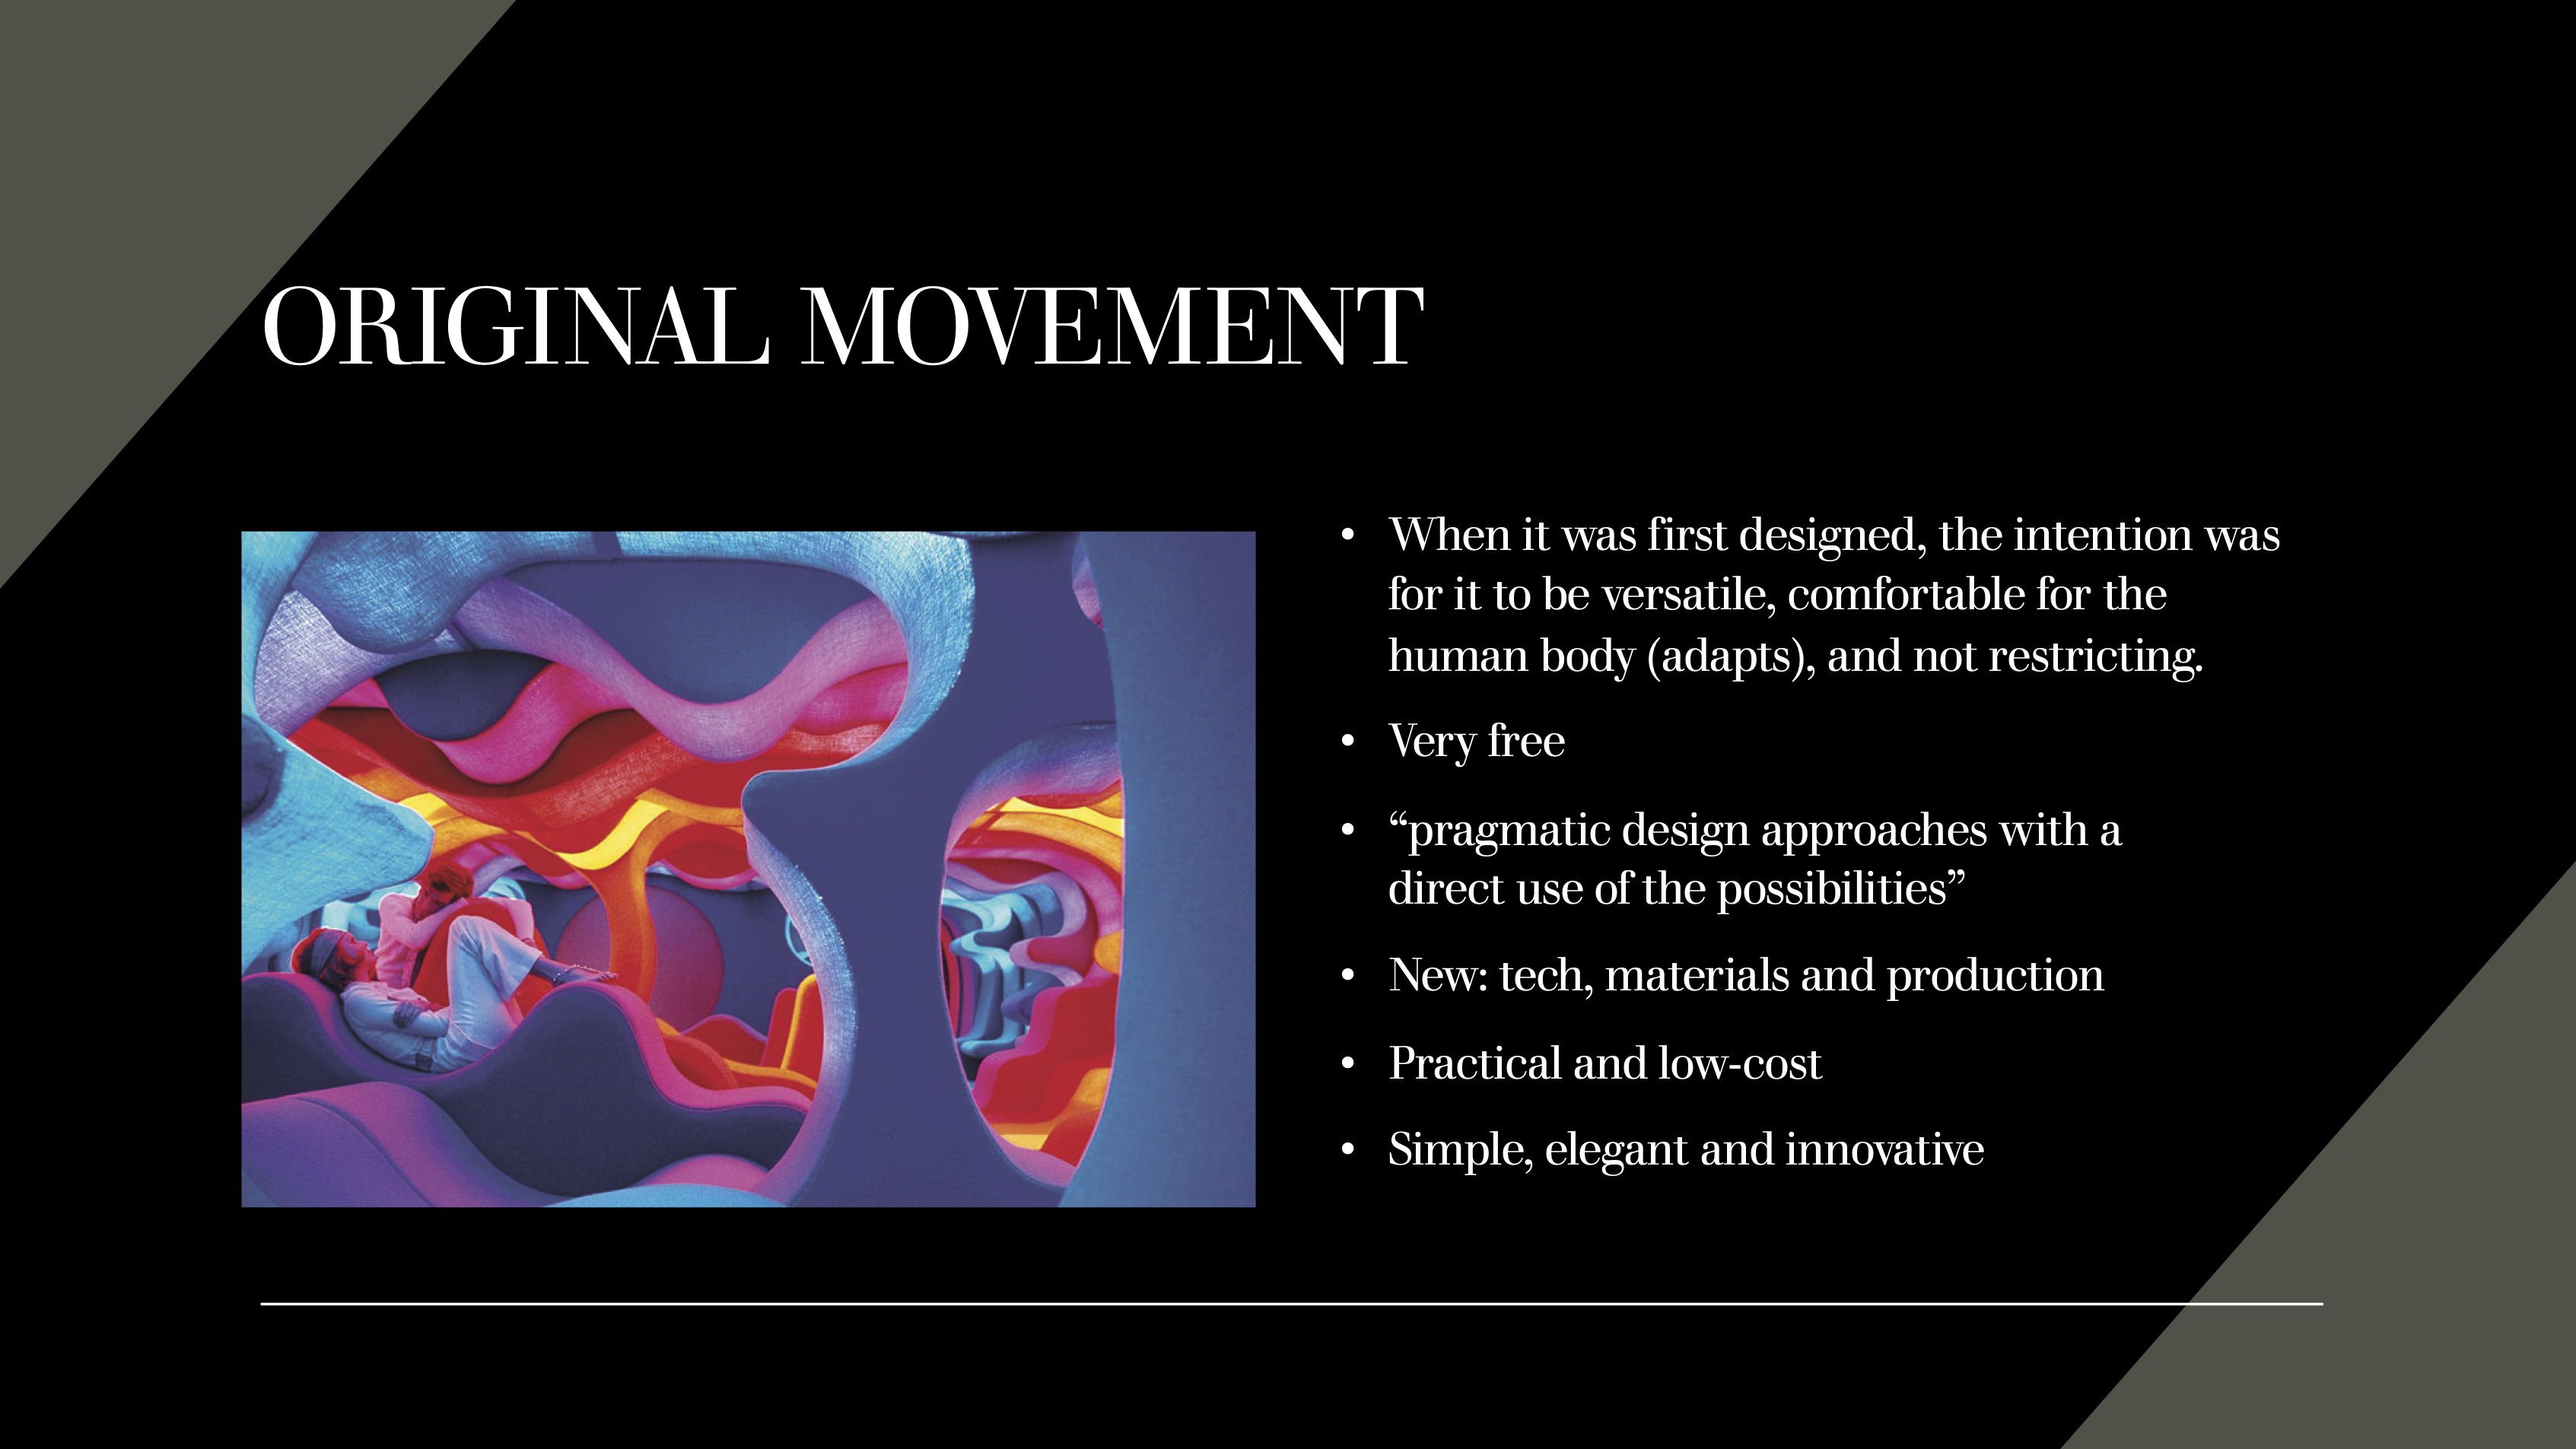 ORIGINAL MOVEMENT
• When it was first designed, the intention was
for it to be versatile, comfortable for the
human body (adapts), and not restricting.
• Very free
• “pragmatic design approaches with a
direct use of the possibilities”
• New: tech, materials and production
• Practical and low-cost
• Simple, elegant and innovative